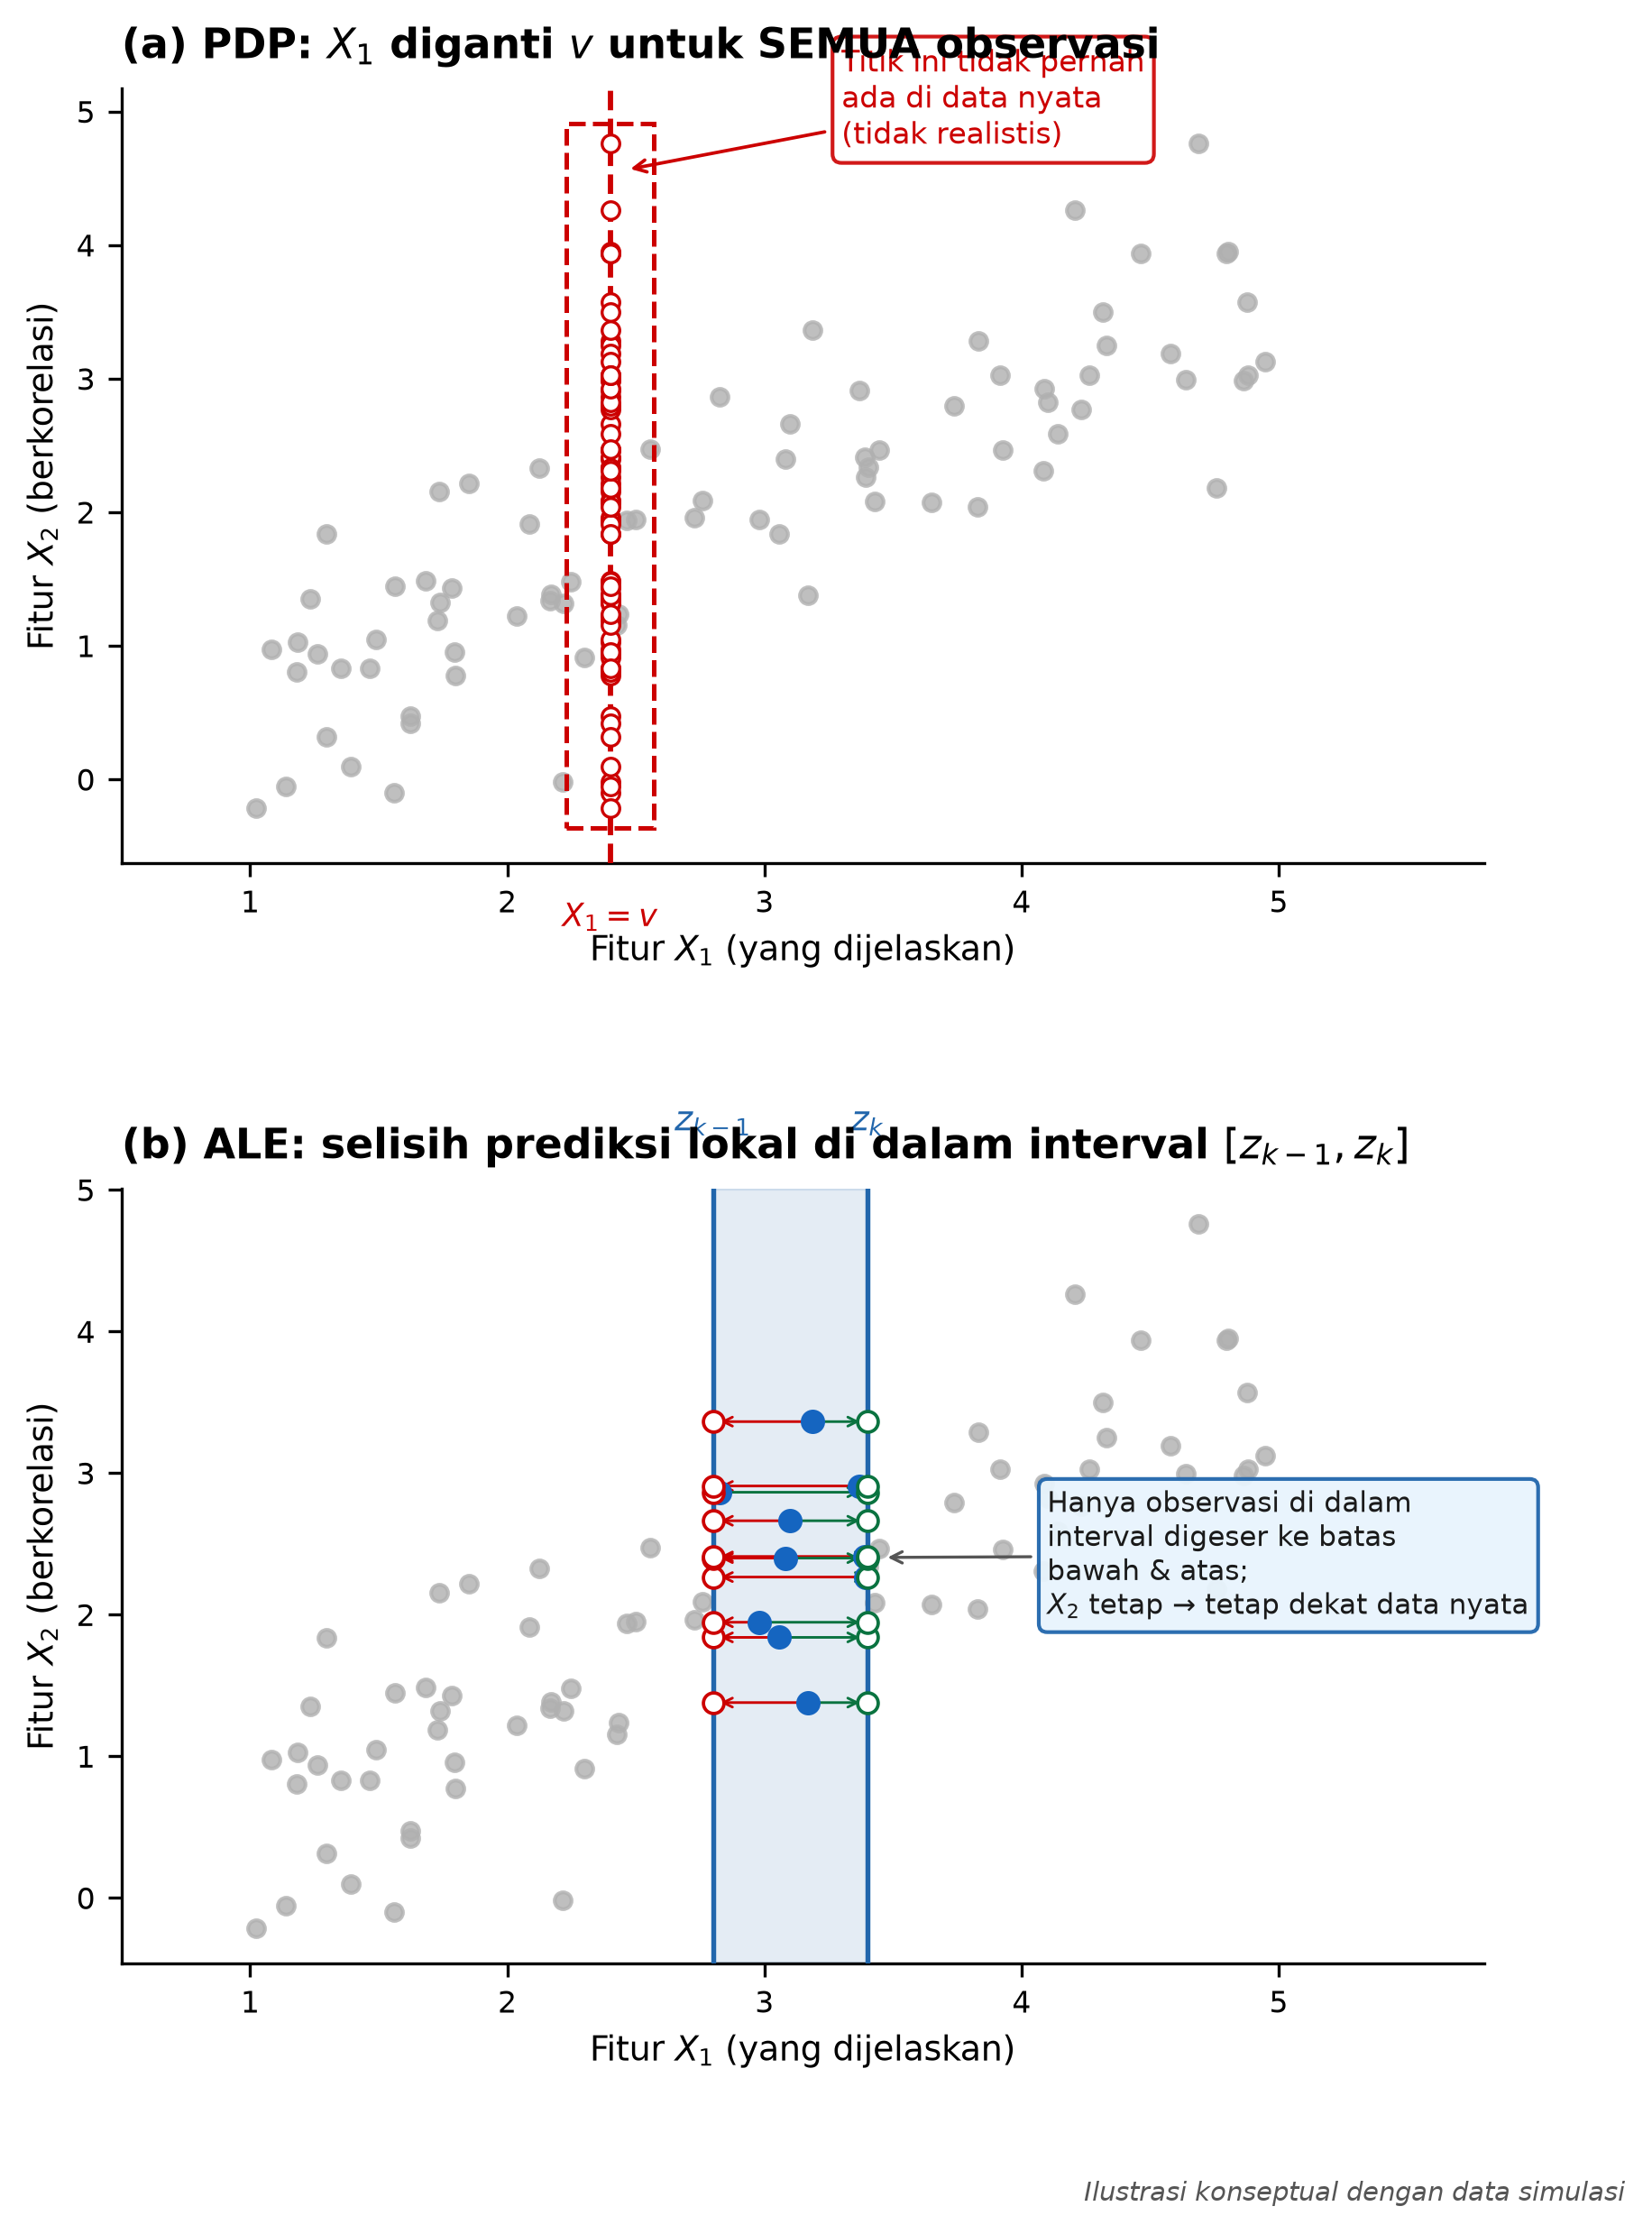 (a) PDP: X₁ diganti v untuk SEMUA observasi
Titik ini tidak pernah
ada di data nyata
(tidak realistis)
5
4
3
2
1
0
Fitur X₂ (berkorelasi)
1 2 3 4 5
X₁ = v
Fitur X₁ (yang dijelaskan)
zₖ₋₁ zₖ
(b) ALE: selisih prediksi lokal di dalam interval [zₖ₋₁, zₖ]
5
4
3
2
1
0
Fitur X₂ (berkorelasi)
Hanya observasi di dalam
interval digeser ke batas
bawah & atas;
X₂ tetap → tetap dekat data nyata
1 2 3 4 5
Fitur X₁ (yang dijelaskan)
Ilustrasi konseptual dengan data simulasi